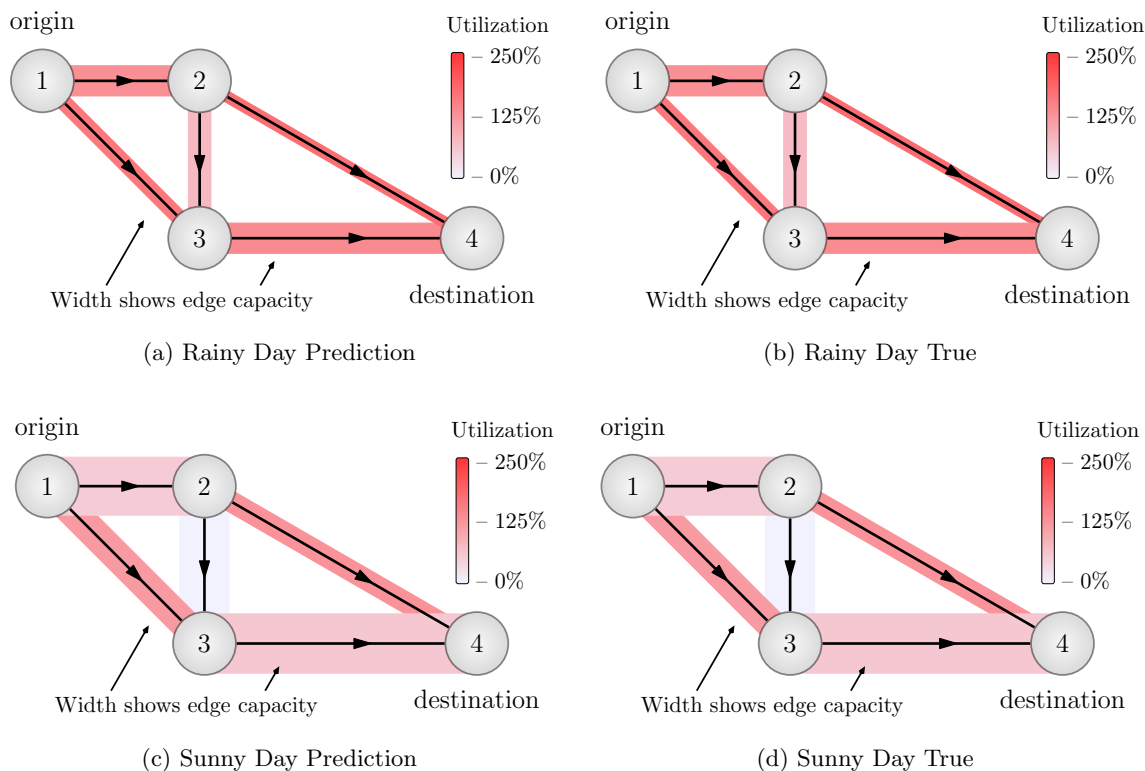 origin
Utilization
1
2
3
4
250%
125%
0%
Width shows edge capacity
destination
(a) Rainy Day Prediction
origin
Utilization
1
2
3
4
250%
125%
0%
Width shows edge capacity
destination
(b) Rainy Day True
origin
Utilization
1
2
3
4
250%
125%
0%
Width shows edge capacity
destination
(c) Sunny Day Prediction
origin
Utilization
1
2
3
4
250%
125%
0%
Width shows edge capacity
destination
(d) Sunny Day True